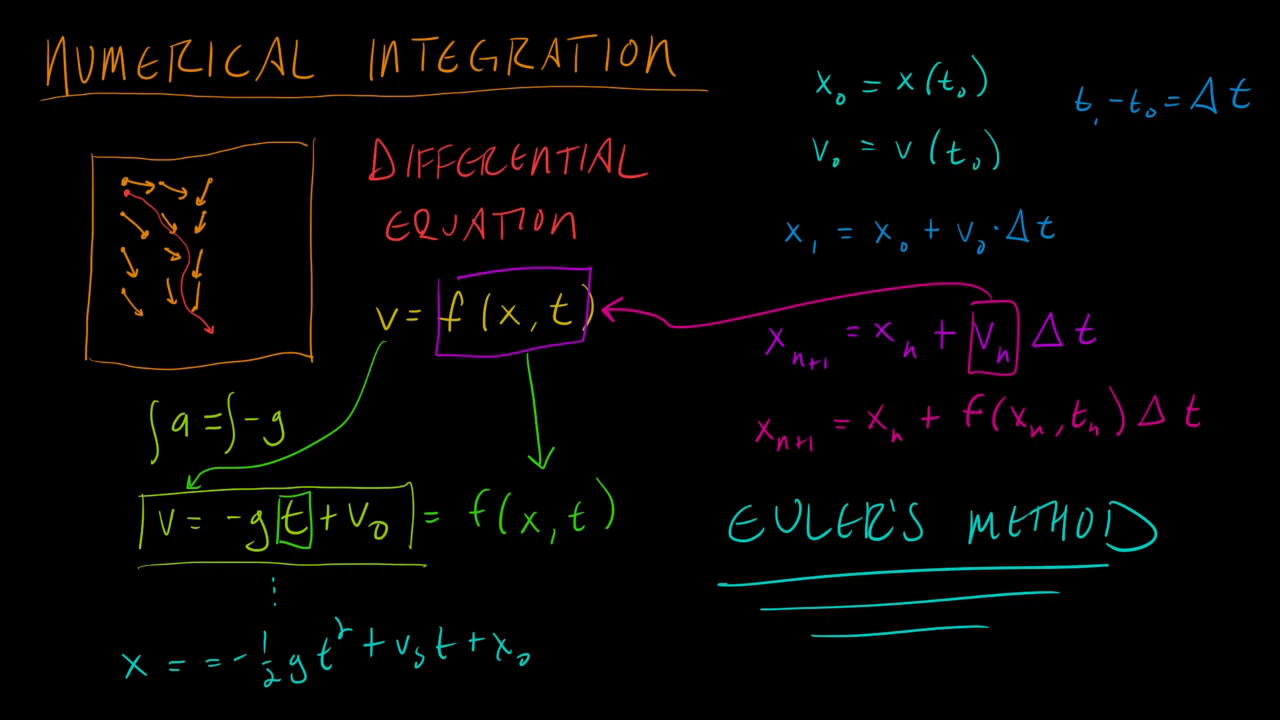 NUMERICAL INTEGRATION
DIFFERENTIAL
EQUATION
v = f(x, t)
∫a = ∫-g
v = -gt + v₀ = f(x, t)
⋮
x = = -½gt² + v₀t + x₀
x₀ = x(t₀)
v₀ = v(t₀)
t₁ - t₀ = Δt
x₁ = x₀ + v₀·Δt
xₙ₊₁ = xₙ + vₙ Δt
xₙ₊₁ = xₙ + f(xₙ, tₙ) Δt
EULER'S METHOD